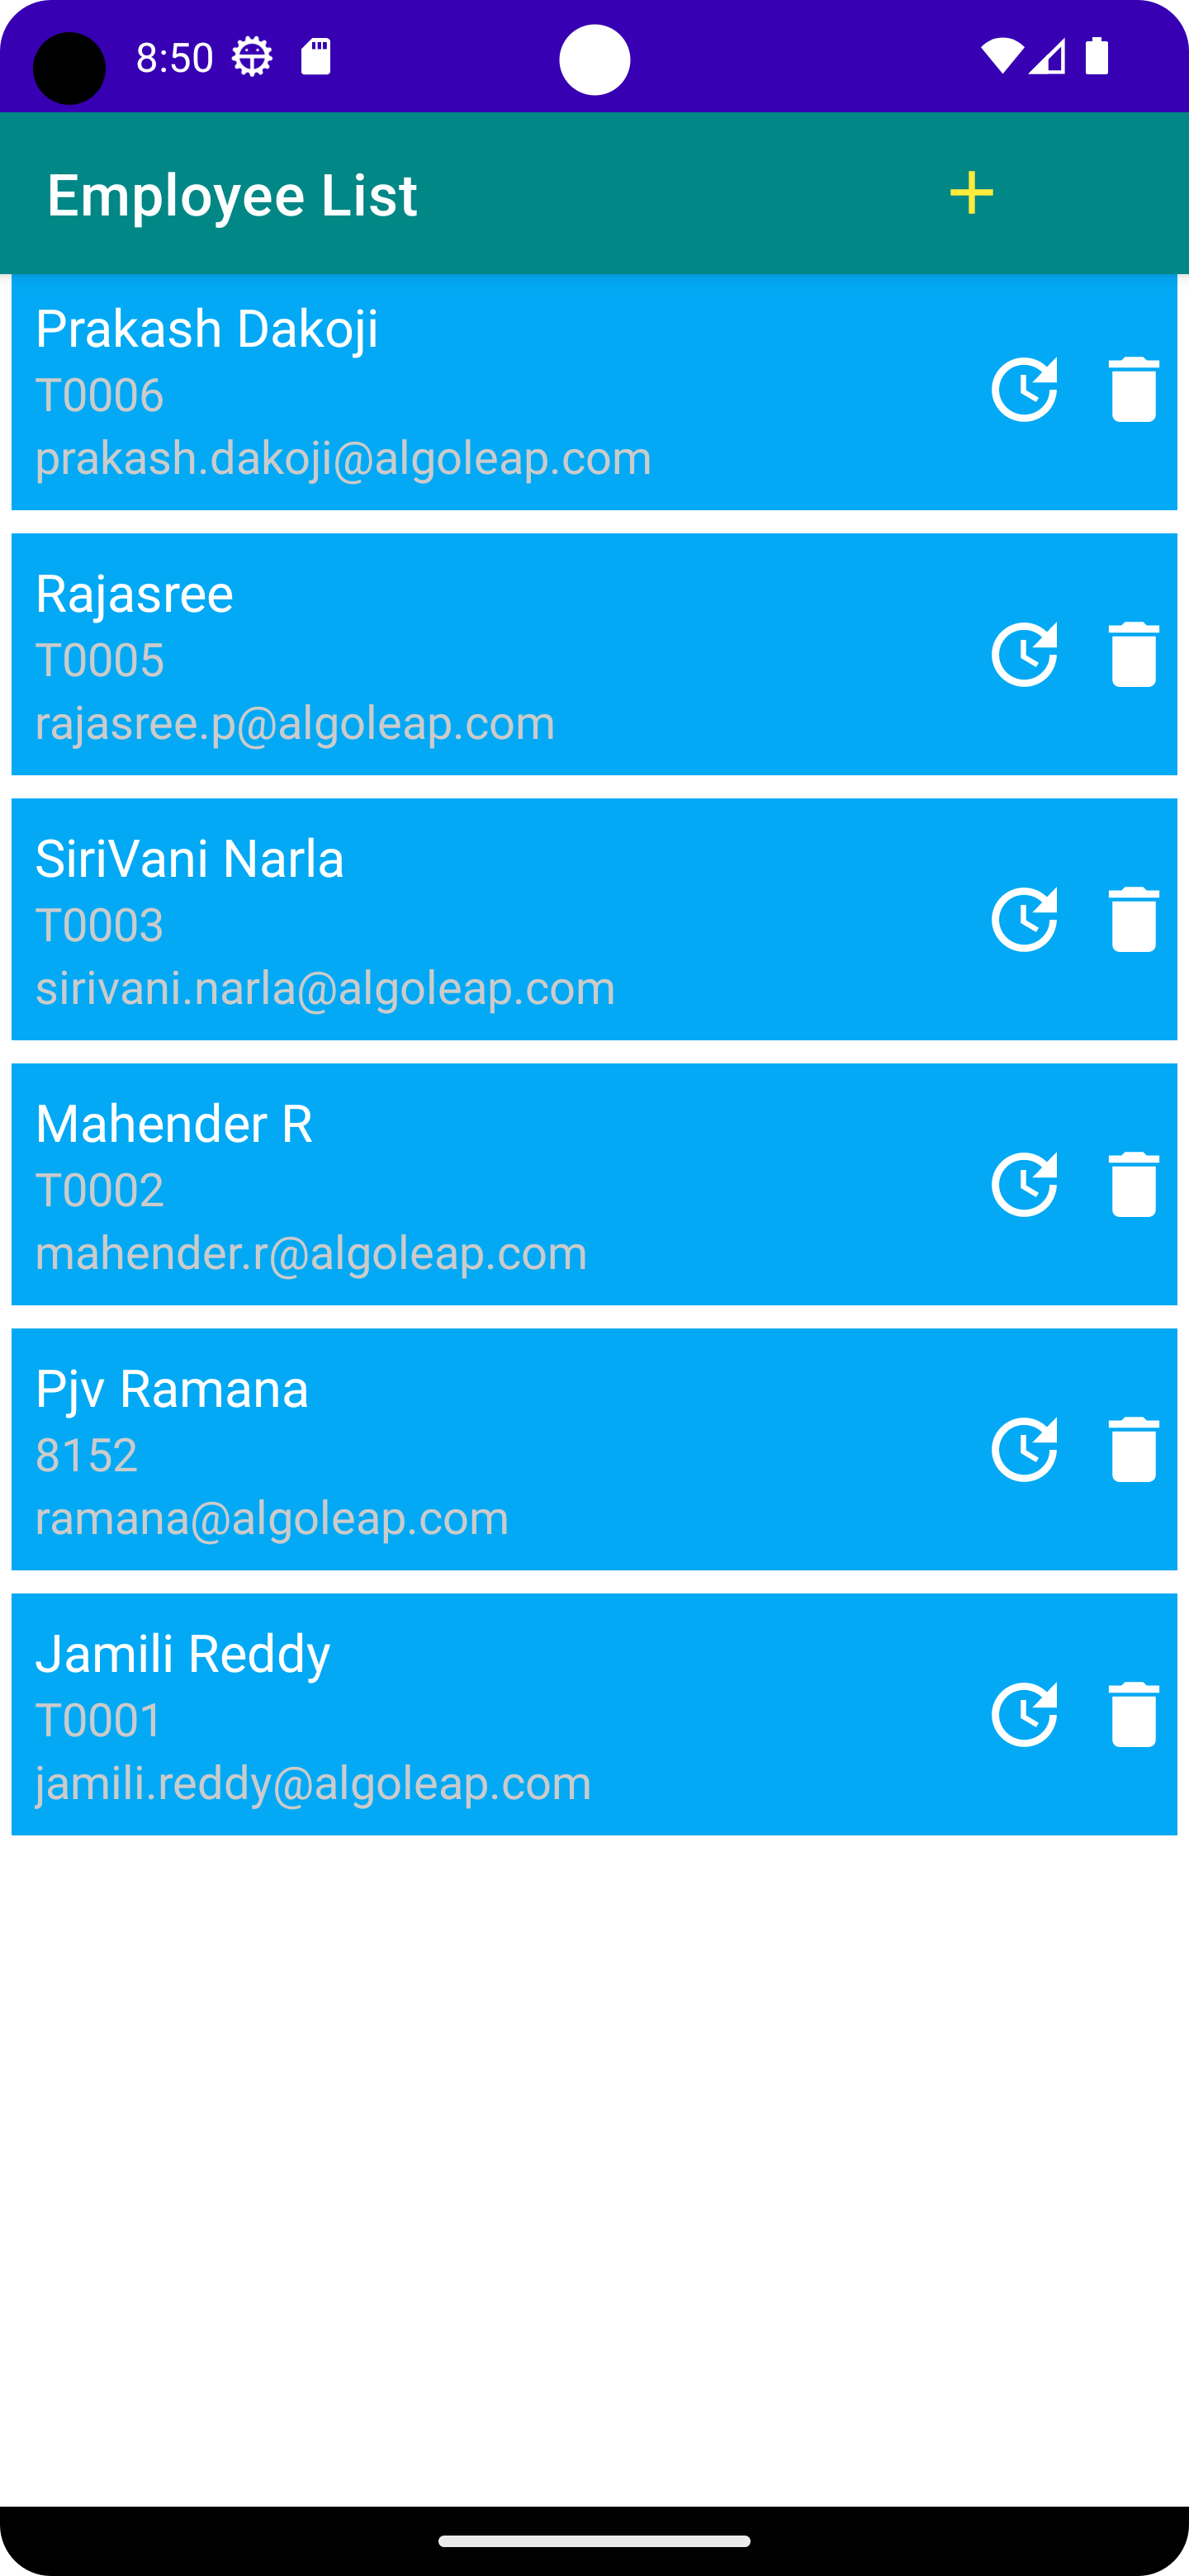 8:50
Employee List
Prakash Dakoji
T0006
prakash.dakoji@algoleap.com
Rajasree
T0005
rajasree.p@algoleap.com
SiriVani Narla
T0003
sirivani.narla@algoleap.com
Mahender R
T0002
mahender.r@algoleap.com
Pjv Ramana
8152
ramana@algoleap.com
Jamili Reddy
T0001
jamili.reddy@algoleap.com